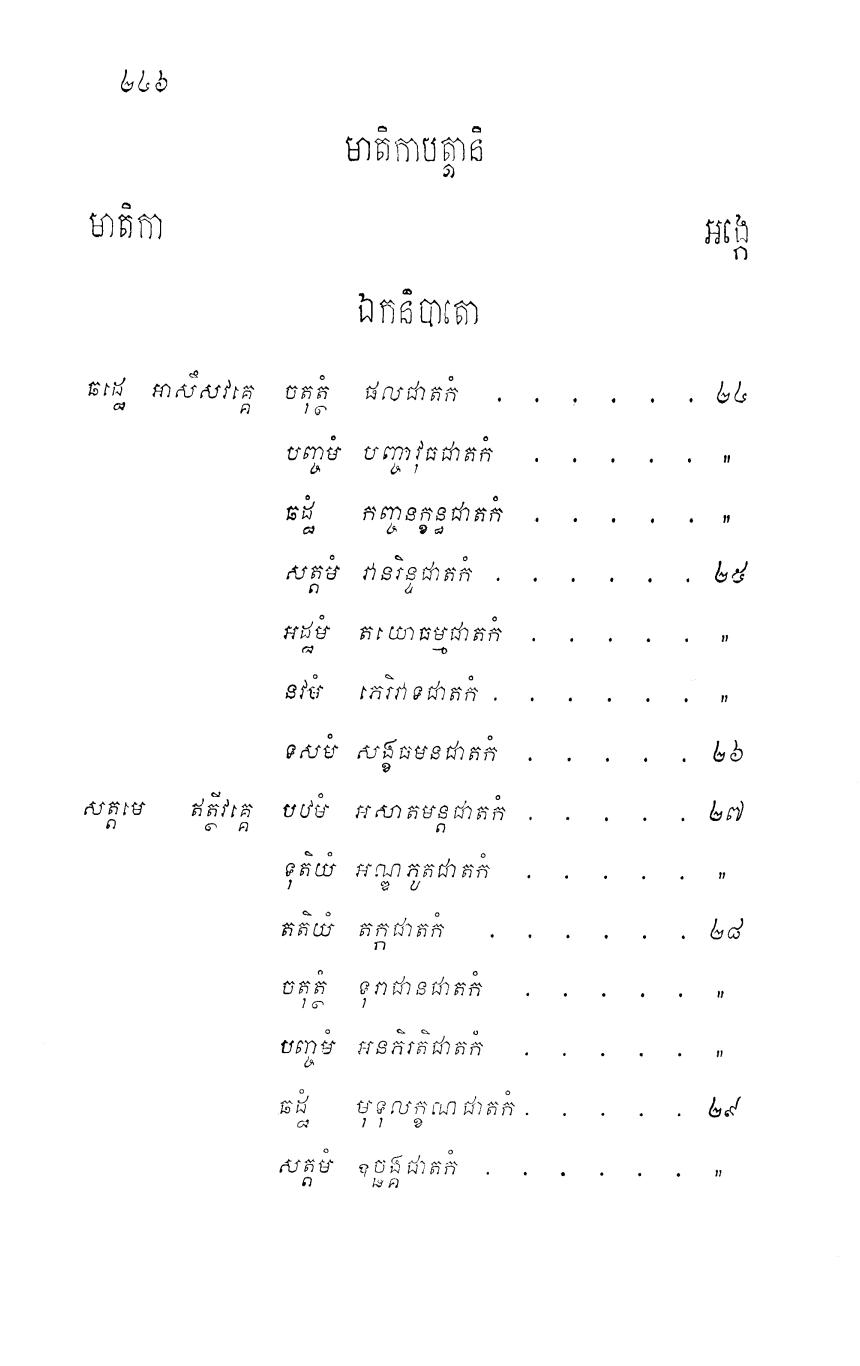 ២៤៦
មាតិកាបត្តានិ
មាតិកា អង្កេ
ឯកនិបាតោ
ឆដ្ឋេ អាសឹសវគ្គេ ចតុត្ថំ ផលជាតកំ . . . . . . ២៤
បញ្ចមំ បញ្ចាវុធជាតកំ . . . . . "
ឆដ្ឋំ កញ្ចនក្ខន្ធជាតកំ . . . . . "
សត្តមំ វានរិន្ទជាតកំ . . . . . . ២៥
អដ្ឋមំ តយោធម្មជាតកំ . . . . . "
នវមំ ភេរិវាទជាតកំ . . . . . . "
ទសមំ សង្ខធមនជាតកំ . . . . . ២៦
សត្តមេ ឥត្ថីវគ្គេ បឋមំ អសាតមន្តជាតកំ . . . . . ២៧
ទុតិយំ អណ្ឌភូតជាតកំ . . . . . "
តតិយំ តក្កជាតកំ . . . . . . ២៨
ចតុត្ថំ ទុរាជានជាតកំ . . . . . "
បញ្ចមំ អនភិរតិជាតកំ . . . . . "
ឆដ្ឋំ មុទុលក្ខណជាតកំ . . . . . ២៩
សត្តមំ ឧច្ឆង្គជាតកំ . . . . . . "